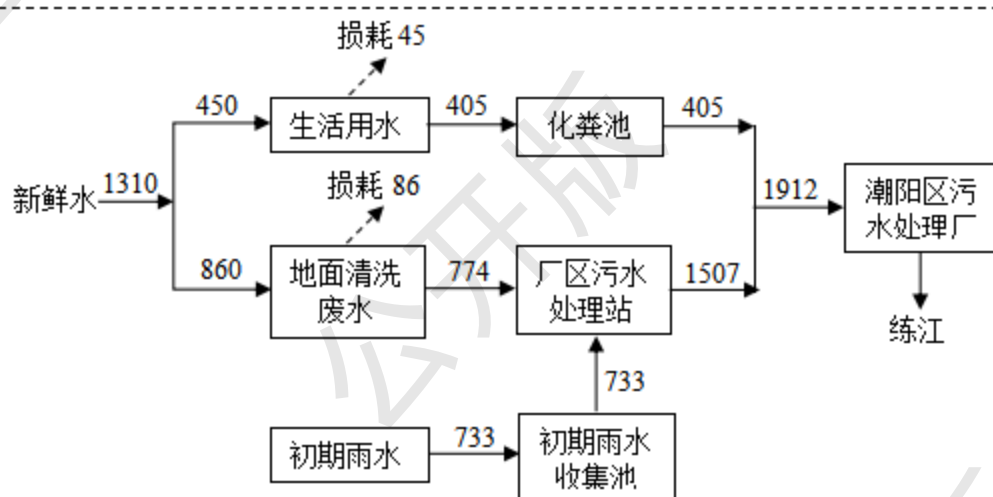 损耗 45
450
生活用水
405
化粪池
405
新鲜水
1310
损耗 86
1912
潮阳区污
水处理厂
860
地面清洗
废水
774
厂区污水
处理站
1507
练江
733
初期雨水
733
初期雨水
收集池
公开版